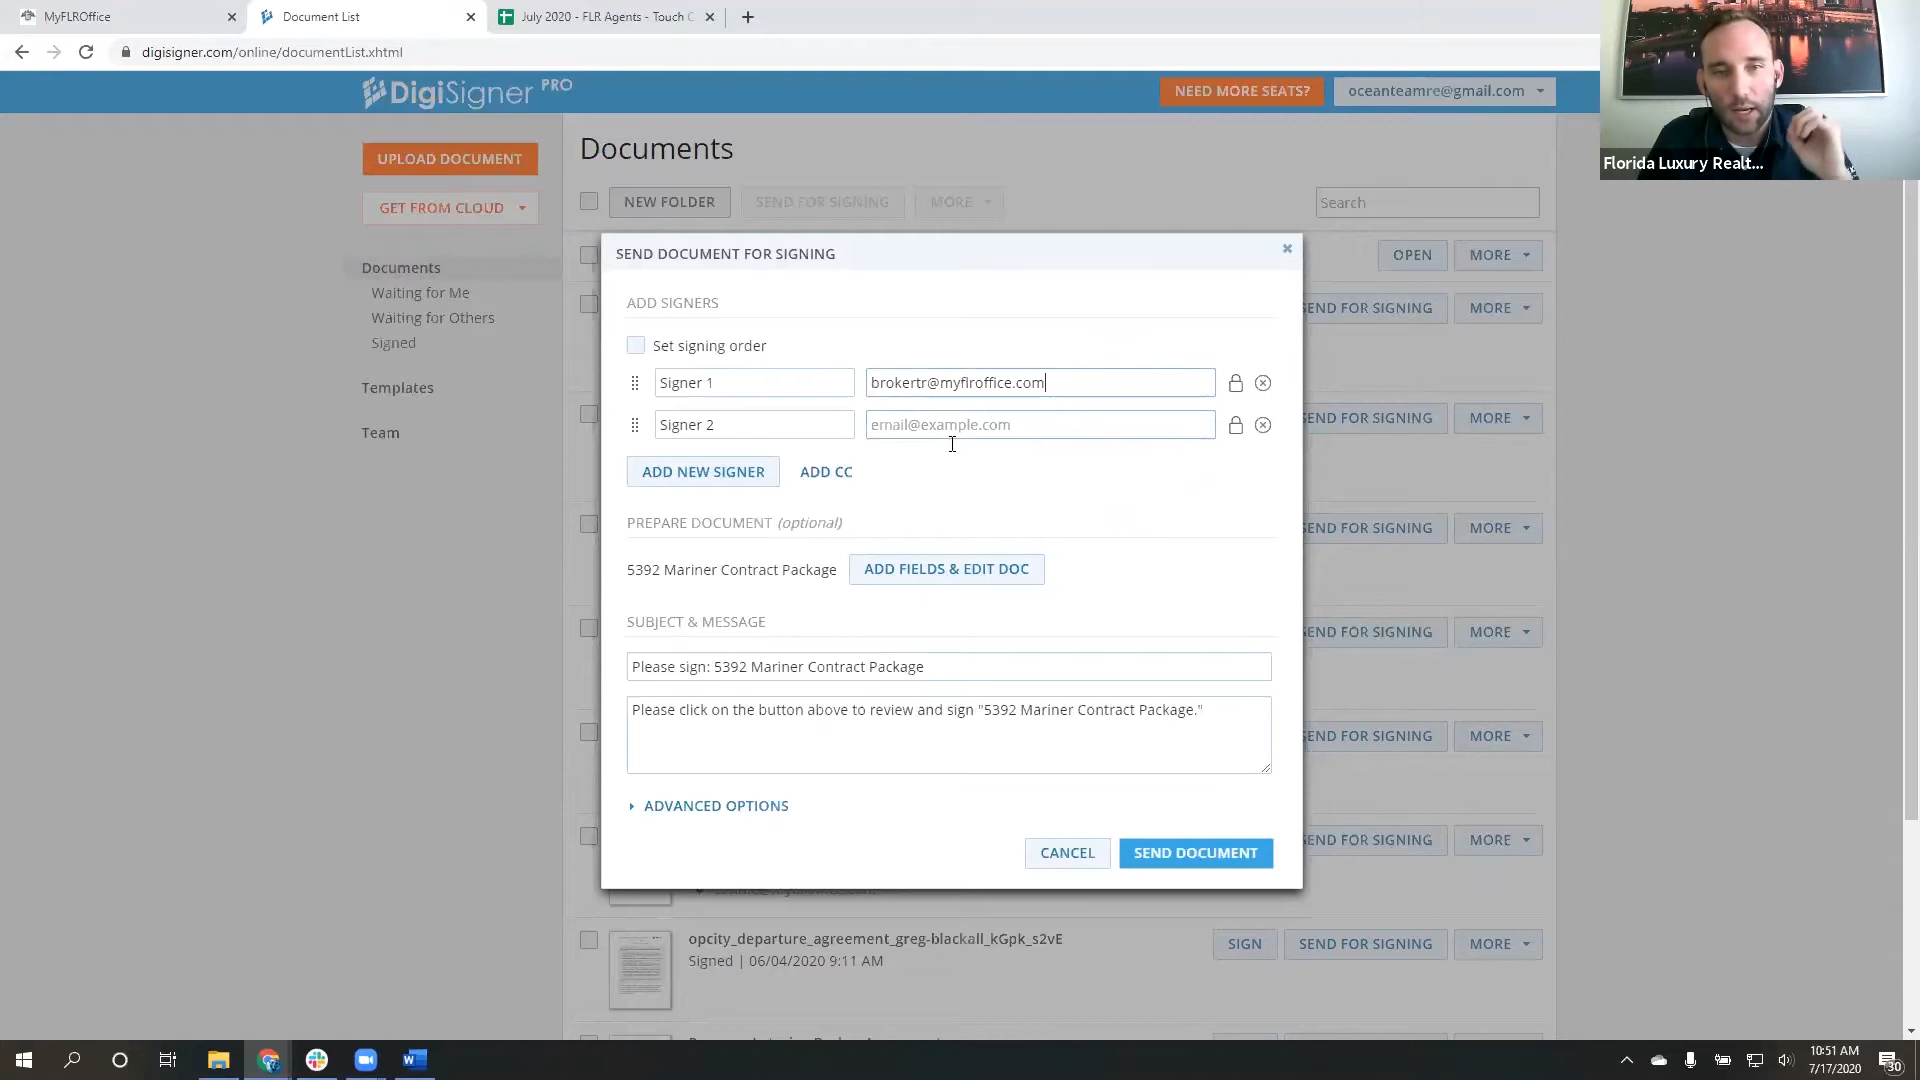 MyFLROffice
Document List
July 2020 - FLR Agents - Touch C
digisigner.com/online/documentList.xhtml
DigiSigner PRO
NEED MORE SEATS?
oceanteamre@gmail.com
Florida Luxury Realt...
UPLOAD DOCUMENT
GET FROM CLOUD
Documents
Waiting for Me
Waiting for Others
Signed
Templates
Team
Documents
NEW FOLDER
SEND FOR SIGNING
MORE
Search
OPEN
MORE
SEND DOCUMENT FOR SIGNING
ADD SIGNERS
Set signing order
Signer 1
brokertr@myflroffice.com
Signer 2
email@example.com
ADD NEW SIGNER
ADD CC
PREPARE DOCUMENT (optional)
5392 Mariner Contract Package
ADD FIELDS & EDIT DOC
SUBJECT & MESSAGE
Please sign: 5392 Mariner Contract Package
Please click on the button above to review and sign "5392 Mariner Contract Package."
ADVANCED OPTIONS
CANCEL
SEND DOCUMENT
END FOR SIGNING
MORE
END FOR SIGNING
MORE
END FOR SIGNING
MORE
END FOR SIGNING
MORE
END FOR SIGNING
MORE
END FOR SIGNING
MORE
opcity_departure_agreement_greg-blackall_kGpk_s2vE
Signed | 06/04/2020 9:11 AM
SIGN
SEND FOR SIGNING
MORE
10:51 AM
7/17/2020
30